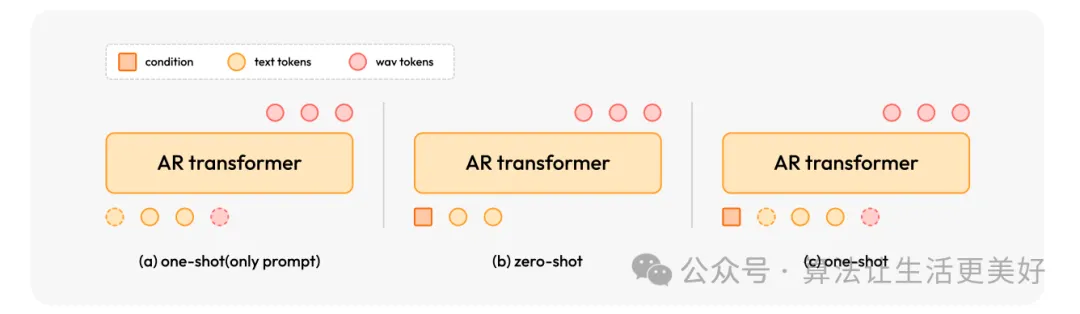 condition
text tokens
wav tokens
AR transformer
AR transformer
AR transformer
(a) one-shot(only prompt)
(b) zero-shot
(c) one-shot
公众号 · 算法让生活更美好